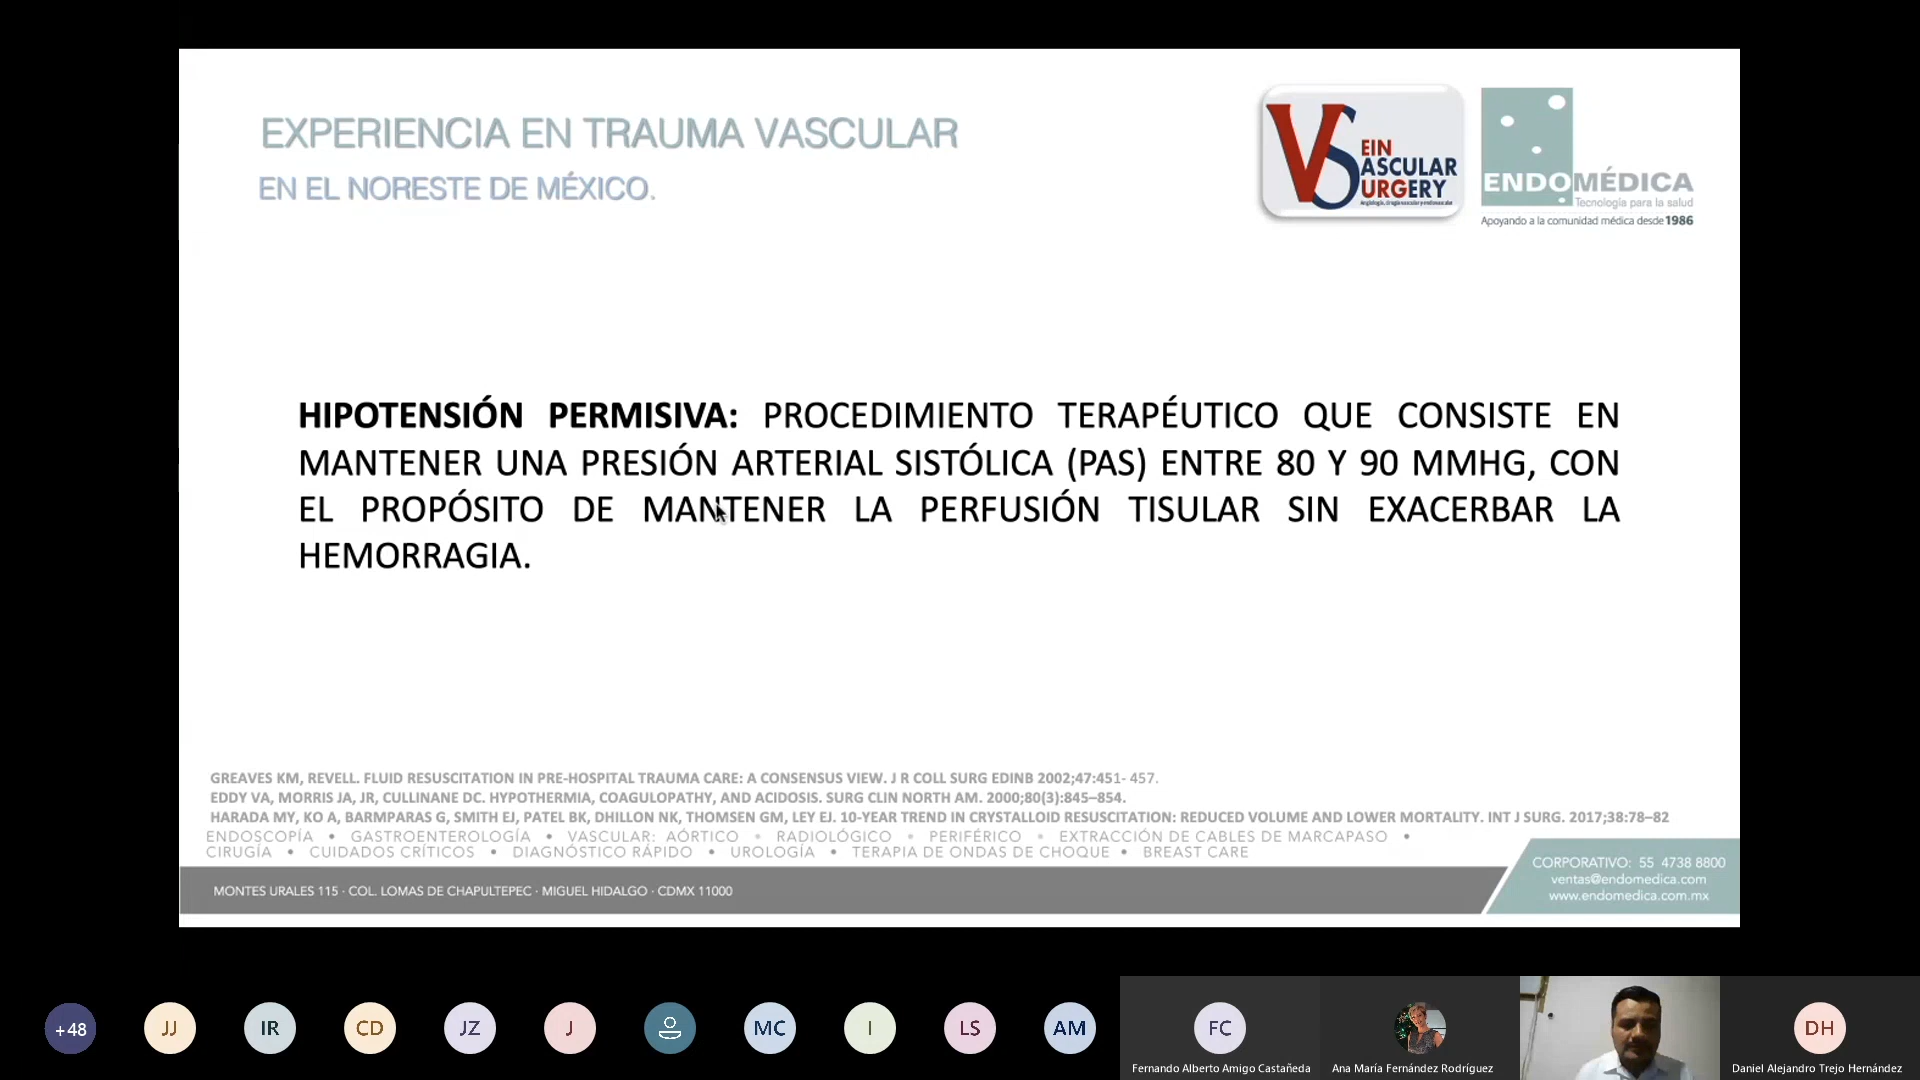 EXPERIENCIA EN TRAUMA VASCULAR
EN EL NORESTE DE MÉXICO.
VS
EIN
ASCULAR
URGERY
Angiología, cirugía vascular y endovascular
ENDOMÉDICA
Tecnología para la salud
Apoyando a la comunidad médica desde 1986
HIPOTENSIÓN PERMISIVA: PROCEDIMIENTO TERAPÉUTICO QUE CONSISTE EN
MANTENER UNA PRESIÓN ARTERIAL SISTÓLICA (PAS) ENTRE 80 Y 90 MMHG, CON
EL PROPÓSITO DE MANTENER LA PERFUSIÓN TISULAR SIN EXACERBAR LA
HEMORRAGIA.
GREAVES KM, REVELL. FLUID RESUSCITATION IN PRE-HOSPITAL TRAUMA CARE: A CONSENSUS VIEW. J R COLL SURG EDINB 2002;47:451- 457.
EDDY VA, MORRIS JA, JR, CULLINANE DC. HYPOTHERMIA, COAGULOPATHY, AND ACIDOSIS. SURG CLIN NORTH AM. 2000;80(3):845–854.
HARADA MY, KO A, BARMPARAS G, SMITH EJ, PATEL BK, DHILLON NK, THOMSEN GM, LEY EJ. 10-YEAR TREND IN CRYSTALLOID RESUSCITATION: REDUCED VOLUME AND LOWER MORTALITY. INT J SURG. 2017;38:78–82
ENDOSCOPÍA • GASTROENTEROLOGÍA • VASCULAR: AÓRTICO • RADIOLÓGICO • PERIFÉRICO • EXTRACCIÓN DE CABLES DE MARCAPASO •
CIRUGÍA • CUIDADOS CRÍTICOS • DIAGNÓSTICO RÁPIDO • UROLOGÍA • TERAPIA DE ONDAS DE CHOQUE • BREAST CARE
MONTES URALES 115 · COL. LOMAS DE CHAPULTEPEC · MIGUEL HIDALGO · CDMX 11000
CORPORATIVO: 55 4738 8800
ventas@endomedica.com
www.endomedica.com.mx
+48 JJ IR CD JZ J MC I LS AM FC DH
Fernando Alberto Amigo Castañeda Ana María Fernández Rodríguez Daniel Alejandro Trejo Hernández